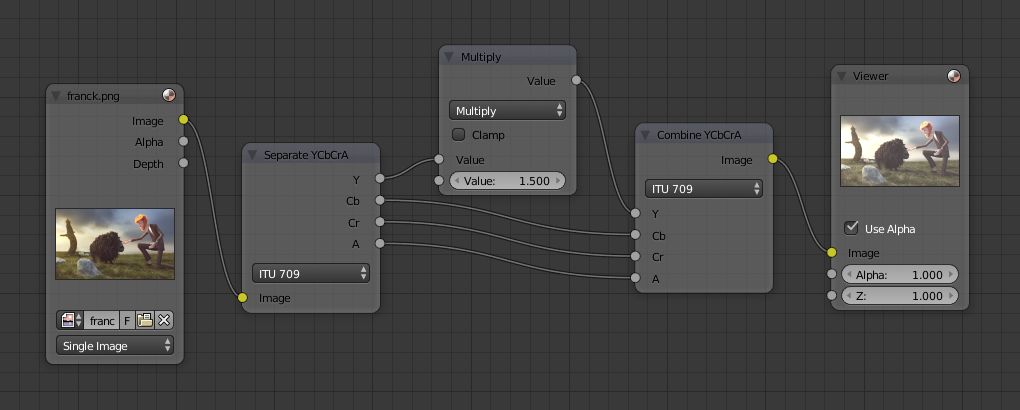 franck.png
Image
Alpha
Depth
franc F
Single Image
Separate YCbCrA
Y
Cb
Cr
A
ITU 709
Image
Multiply
Value
Multiply
Clamp
Value
Value: 1.500
Combine YCbCrA
Image
ITU 709
Y
Cb
Cr
A
Viewer
Use Alpha
Image
Alpha: 1.000
Z: 1.000